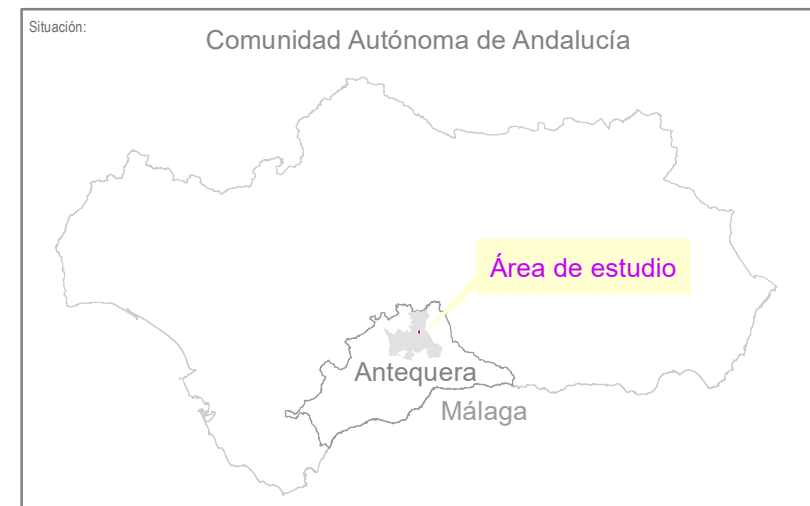 Situación:
Comunidad Autónoma de Andalucía
Área de estudio
Antequera
Málaga